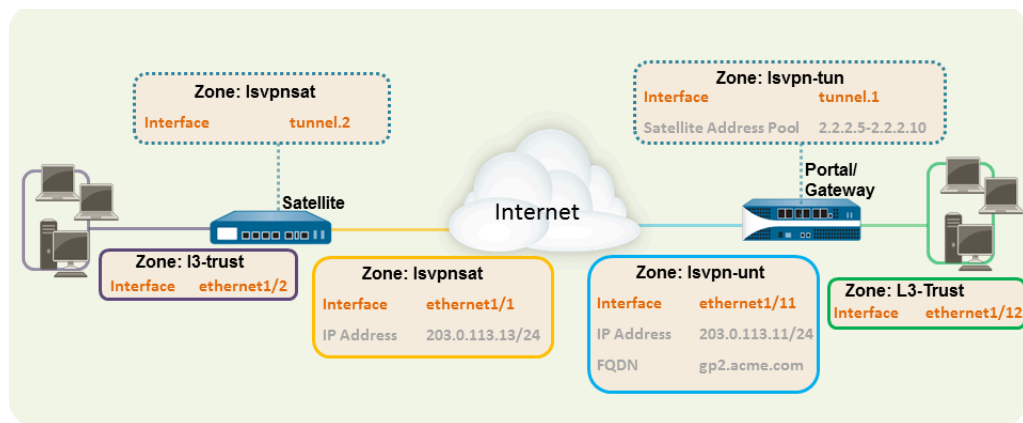 Zone: lsvpnsat
Interface tunnel.2
Zone: lsvpn-tun
Interface tunnel.1
Satellite Address Pool 2.2.2.5-2.2.2.10
Satellite
Internet
Portal/
Gateway
Zone: l3-trust
Interface ethernet1/2
Zone: lsvpnsat
Interface ethernet1/1
IP Address 203.0.113.13/24
Zone: lsvpn-unt
Interface ethernet1/11
IP Address 203.0.113.11/24
FQDN gp2.acme.com
Zone: L3-Trust
Interface ethernet1/12